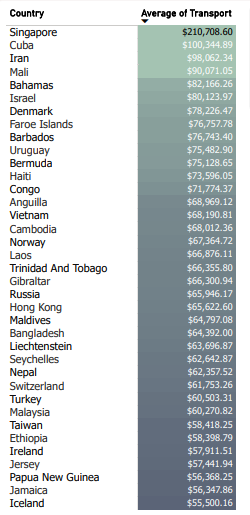 Country Average of Transport
Singapore $210,708.60
Cuba $100,344.89
Iran $98,062.34
Mali $90,071.05
Bahamas $82,166.26
Israel $80,123.97
Denmark $78,226.47
Faroe Islands $76,757.78
Barbados $76,743.40
Uruguay $75,482.90
Bermuda $75,128.65
Haiti $73,596.05
Congo $71,774.37
Anguilla $68,969.12
Vietnam $68,190.81
Cambodia $68,012.36
Norway $67,364.72
Laos $66,876.11
Trinidad And Tobago $66,355.80
Gibraltar $66,300.94
Russia $65,946.17
Hong Kong $65,622.60
Maldives $64,797.08
Bangladesh $64,392.00
Liechtenstein $63,696.87
Seychelles $62,642.87
Nepal $62,357.52
Switzerland $61,753.26
Turkey $60,503.31
Malaysia $60,270.82
Taiwan $58,418.25
Ethiopia $58,398.79
Ireland $57,911.51
Jersey $57,441.94
Papua New Guinea $56,368.25
Jamaica $56,347.86
Iceland $55,500.16